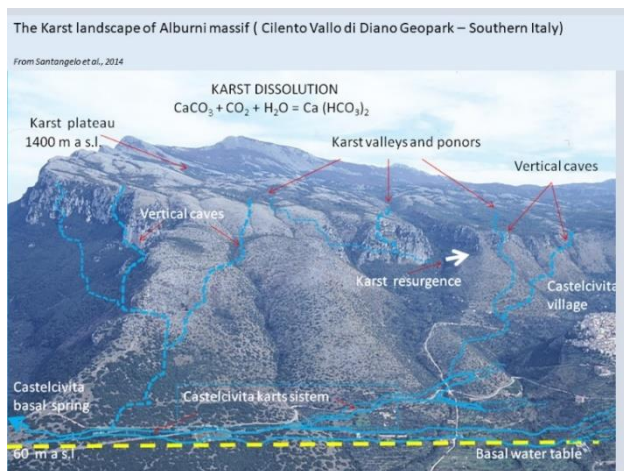 The Karst landscape of Alburni massif ( Cilento Vallo di Diano Geopark – Southern Italy)
From Santangelo et al., 2014
KARST DISSOLUTION
CaCO₃ + CO₂ + H₂O = Ca (HCO₃)₂
Karst plateau
1400 m a s.l.
Karst valleys and ponors
Vertical caves
Vertical caves
Karst resurgence
Castelcivita
village
Castelcivita
basal spring
Castelcivita karts sistem
60 m a s.l
Basal water table